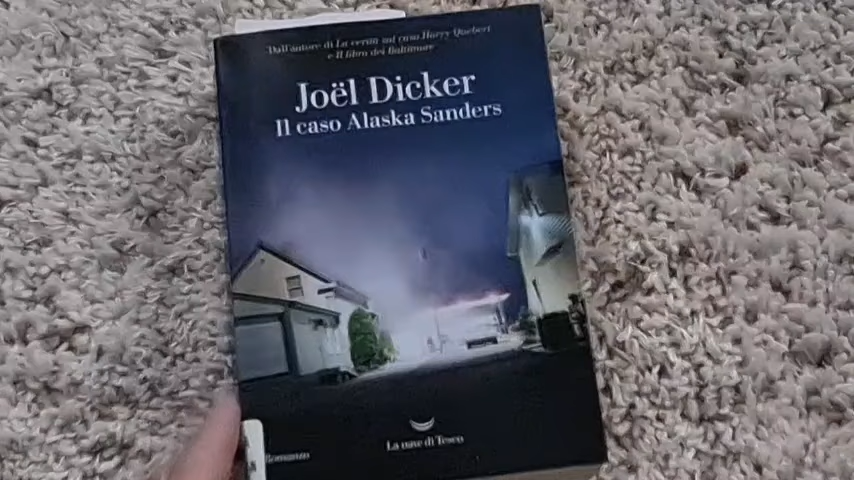 Dall'autore di La verità sul caso Harry Quebert
e Il libro dei Baltimore
Joël Dicker
Il caso Alaska Sanders
Romanzo
La nave di Teseo